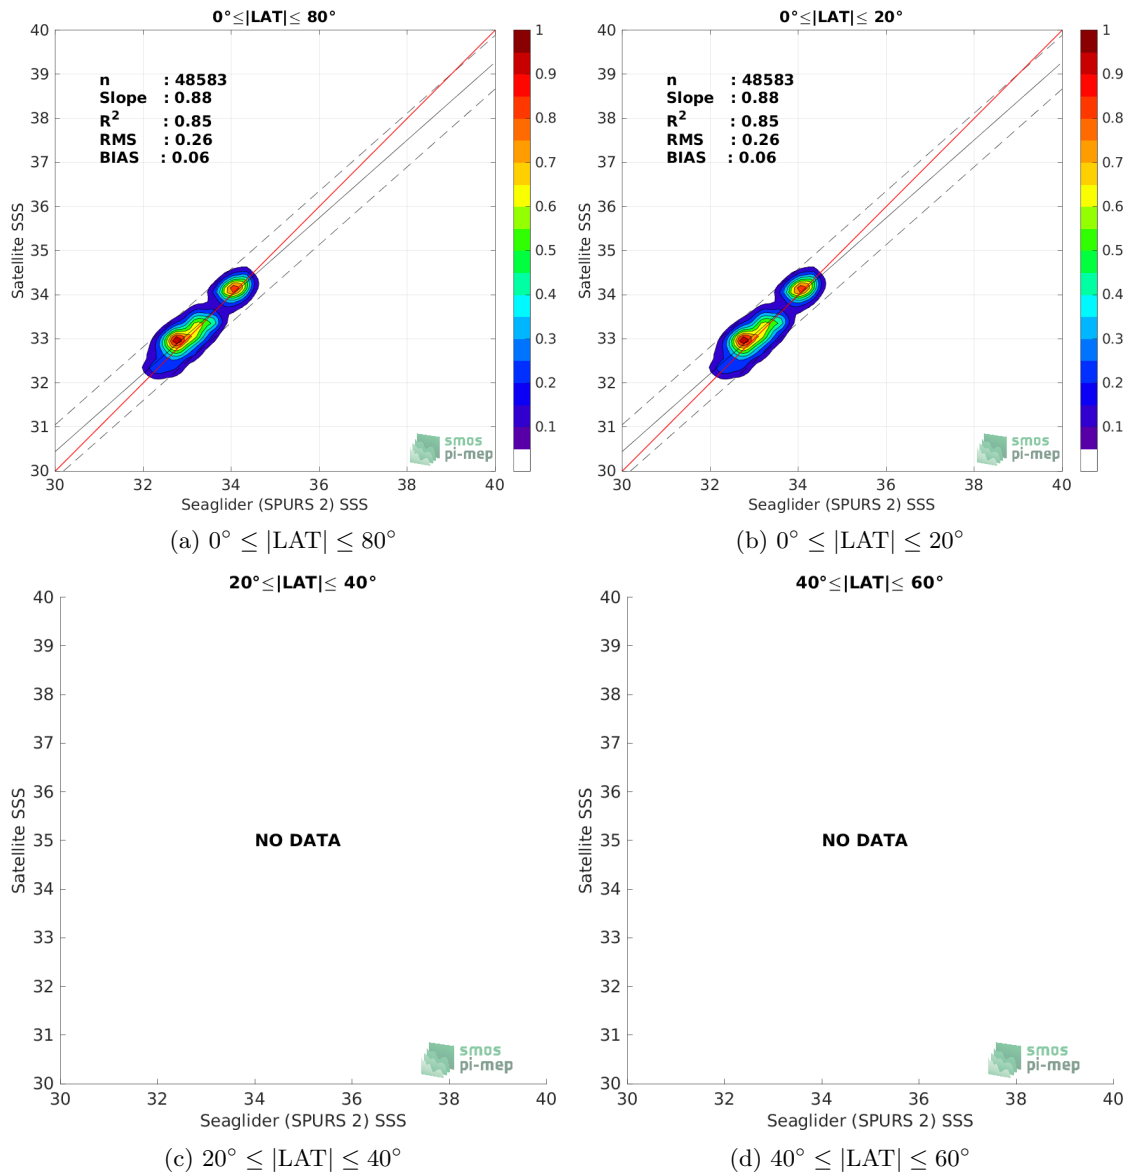 0°≤|LAT|≤ 80°
40
39
38
37
36
35
34
33
32
31
30
30
32
34
36
38
40
n : 48583
Slope : 0.88
R² : 0.85
RMS : 0.26
BIAS : 0.06
1
0.9
0.8
0.7
0.6
0.5
0.4
0.3
0.2
0.1
smos
pi-mep
Satellite SSS
Seaglider (SPURS 2) SSS
(a) 0° ≤ |LAT| ≤ 80°
0°≤|LAT|≤ 20°
40
39
38
37
36
35
34
33
32
31
30
30
32
34
36
38
40
n : 48583
Slope : 0.88
R² : 0.85
RMS : 0.26
BIAS : 0.06
1
0.9
0.8
0.7
0.6
0.5
0.4
0.3
0.2
0.1
smos
pi-mep
Satellite SSS
Seaglider (SPURS 2) SSS
(b) 0° ≤ |LAT| ≤ 20°
20°≤|LAT|≤ 40°
40
39
38
37
36
35
34
33
32
31
30
30
32
34
36
38
40
NO DATA
smos
pi-mep
Satellite SSS
Seaglider (SPURS 2) SSS
(c) 20° ≤ |LAT| ≤ 40°
40°≤|LAT|≤ 60°
40
39
38
37
36
35
34
33
32
31
30
30
32
34
36
38
40
NO DATA
smos
pi-mep
Satellite SSS
Seaglider (SPURS 2) SSS
(d) 40° ≤ |LAT| ≤ 60°